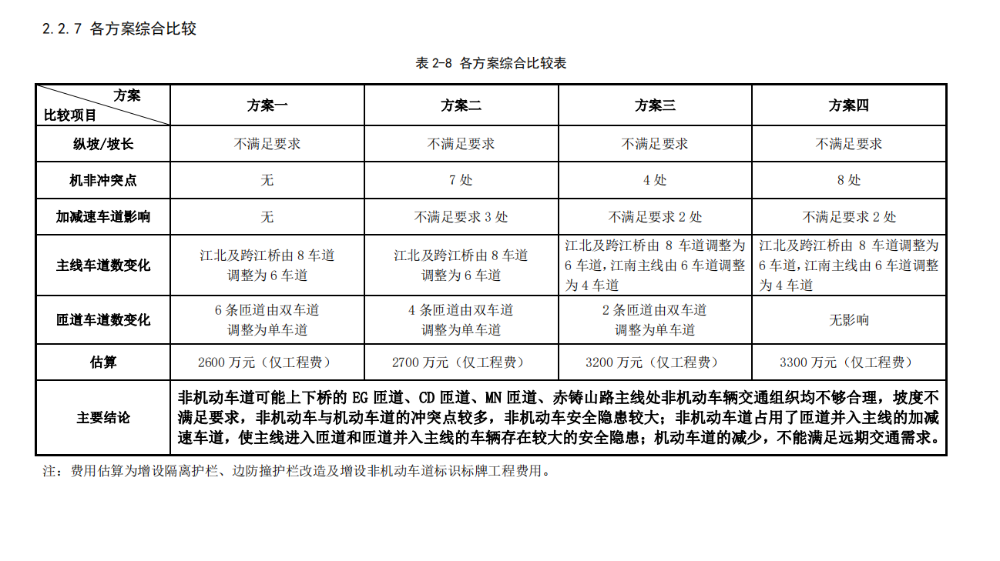 2.2.7 各方案综合比较
表 2-8 各方案综合比较表
方案
比较项目
方案一
方案二
方案三
方案四
纵坡/坡长
不满足要求
不满足要求
不满足要求
不满足要求
机非冲突点
无
7 处
4 处
8 处
加减速车道影响
无
不满足要求 3 处
不满足要求 2 处
不满足要求 2 处
主线车道数变化
江北及跨江桥由 8 车道
调整为 6 车道
江北及跨江桥由 8 车道
调整为 6 车道
江北及跨江桥由 8 车道调整为
6 车道,江南主线由 6 车道调整
为 4 车道
江北及跨江桥由 8 车道调整为
6 车道,江南主线由 6 车道调整
为 4 车道
匝道车道数变化
6 条匝道由双车道
调整为单车道
4 条匝道由双车道
调整为单车道
2 条匝道由双车道
调整为单车道
无影响
估算
2600 万元（仅工程费）
2700 万元（仅工程费）
3200 万元（仅工程费）
3300 万元（仅工程费）
主要结论
非机动车道可能上下桥的 EG 匝道、CD 匝道、MN 匝道、赤铸山路主线处非机动车辆交通组织均不够合理，坡度不
满足要求，非机动车与机动车道的冲突点较多，非机动车安全隐患较大；非机动车道占用了匝道并入主线的加减
速车道，使主线进入匝道和匝道并入主线的车辆存在较大的安全隐患；机动车道的减少，不能满足远期交通需求。
注：费用估算为增设隔离护栏、边防撞护栏改造及增设非机动车道标识标牌工程费用。